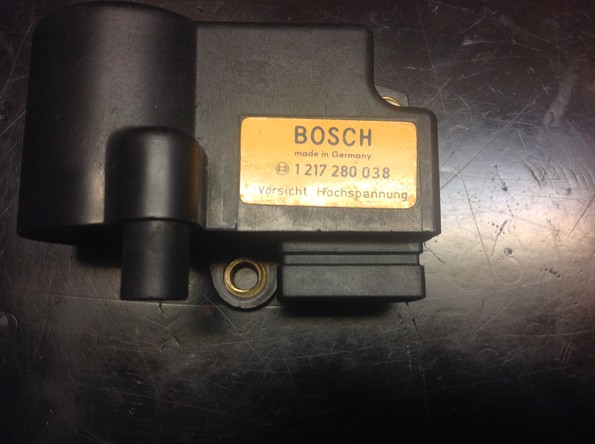 BOSCH
made in Germany
1 217 280 038
Vorsicht Hochspannung